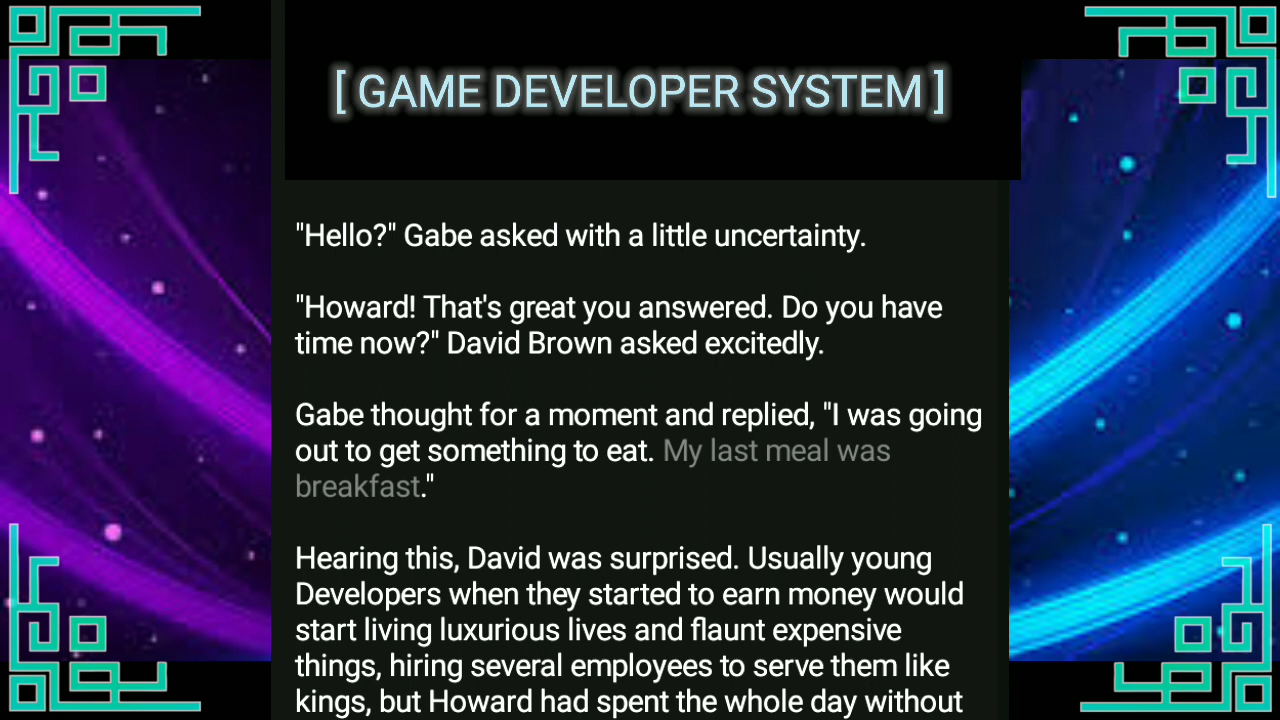 [ GAME DEVELOPER SYSTEM ]
"Hello?" Gabe asked with a little uncertainty.
"Howard! That's great you answered. Do you have
time now?" David Brown asked excitedly.
Gabe thought for a moment and replied, "I was going
out to get something to eat. My last meal was
breakfast."
Hearing this, David was surprised. Usually young
Developers when they started to earn money would
start living luxurious lives and flaunt expensive
things, hiring several employees to serve them like
kings, but Howard had spent the whole day without